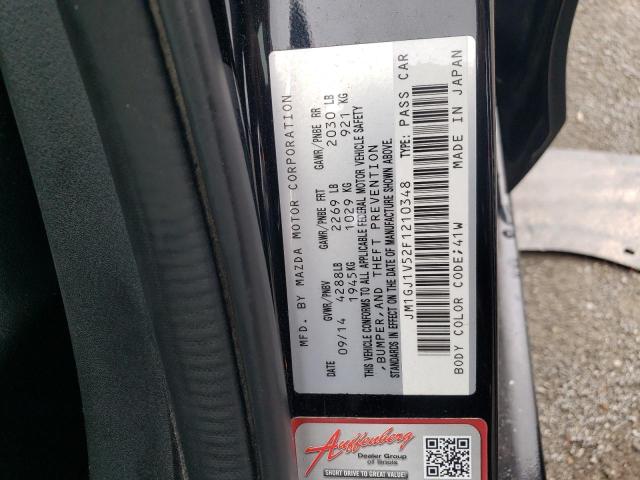 MFD. BY MAZDA MOTOR CORPORATION
GVWR/PNBV GAWR/PNBE FRT GAWR/PNBE RR
DATE 09/14 4288LB 2269 LB 2030 LB
1945KG 1029 KG 921 KG
THIS VEHICLE CONFORMS TO ALL APPLICABLE FEDERAL MOTOR VEHICLE SAFETY
,BUMPER,AND THEFT PREVENTION
STANDARDS IN EFFECT ON THE DATE OF MANUFACTURE SHOWN ABOVE.
JM1GJ1V52F1210348 TYPE: PASS CAR
BODY COLOR CODE;41W MADE IN JAPAN
Auffenberg
Dealer Group
of Illinois
SHORT DRIVE TO GREAT VALUE!